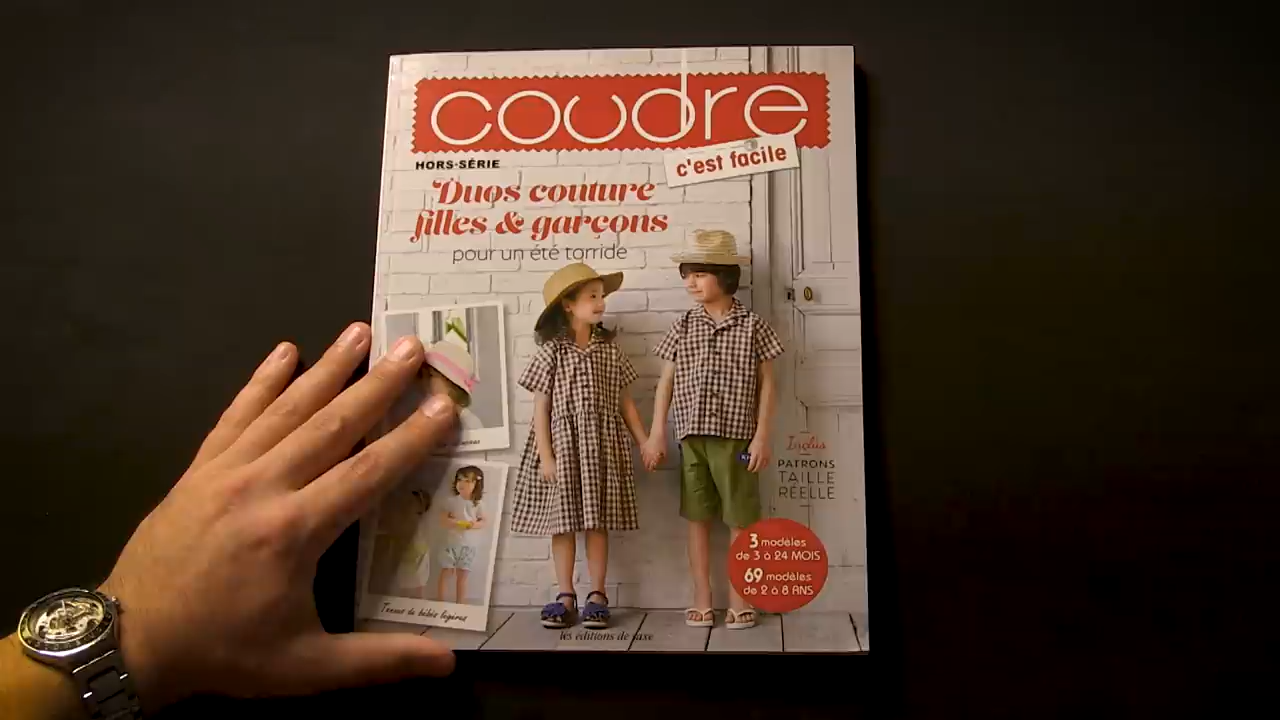 coudre
c'est facile
HORS-SÉRIE
Duos couture
filles & garçons
pour un été torride
Inclus
PATRONS
TAILLE
RÉELLE
3 modèles
de 3 à 24 MOIS
69 modèles
de 2 à 8 ANS
Tenues de bébés légères
les éditions de saxe